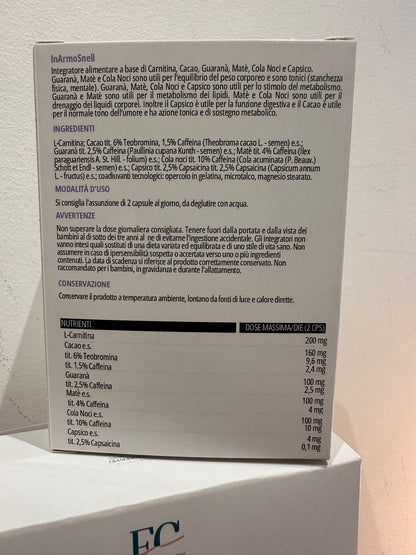 InArmoSnell
Integratore alimentare a base di Carnitina, Cacao, Guaranà, Matè, Cola Noci e Capsico.
Guaranà, Matè e Cola Noci sono utili per l'equilibrio del peso corporeo e sono tonici (stanchezza
fisica, mentale). Guaranà, Matè, Cola Noci e Capsico sono utili per lo stimolo del metabolismo.
Guaranà e Matè sono utili per il metabolismo dei lipidi. Matè e Cola Noci sono utili per il
drenaggio dei liquidi corporei. Inoltre il Capsico è utile per la funzione digestiva e il Cacao è utile
per il normale tono dell'umore e ha azione tonica e di sostegno metabolico.
INGREDIENTI
L-Carnitina; Cacao tit. 6% Teobromina, 1,5% Caffeina (Theobroma cacao L. - semen) e.s.;
Guaranà tit. 2,5% Caffeina (Paullinia cupana Kunth - semen) e.s.; Matè tit. 4% Caffeina (Ilex
paraguariensis A. St. Hill. - folium) e.s.; Cola noci tit. 10% Caffeina (Cola acuminata (P. Beauv.)
Schott et Endl - semen) e.s.; Capsico tit. 2,5% Capsaicina tit. 2,5% Capsaicina (Capsicum annum
L. - fructus) e.s.; coadiuvanti tecnologici: opercolo in gelatina, microtalco, magnesio stearato.
MODALITÀ D'USO
Si consiglia l'assunzione di 2 capsule al giorno, da deglutire con acqua.
AVVERTENZE
Non superare la dose giornaliera consigliata. Tenere fuori dalla portata e dalla vista dei
bambini al di sotto dei tre anni al ne di evitarne l'ingestione accidentale. Gli integratori non
vanno intesi quali sostituti di una dieta variata ed equilibrata e di uno stile di vita sano. Non
assumere in caso di ipersensibilità sospetta o accertata verso uno o più ingredienti
contenuti. La data di scadenza si riferisce al prodotto correttamente conservato. Non
raccomandato per i bambini, in gravidanza e durante l'allattamento.
CONSERVAZIONE
Conservare il prodotto a temperatura ambiente, lontano da fonti di luce e calore dirette.
NUTRIENTI DOSE MASSIMA/DIE (2 CPS)
L-Carnitina 200 mg
Cacao e.s. 160 mg
tit. 6% Teobromina 9,6 mg
tit. 1,5% Caffeina 2,4 mg
Guaranà 100 mg
tit. 2,5% Caffeina 2,5 mg
Matè e.s. 100 mg
tit. 4% Caffeina 4 mg
Cola Noci e.s. 100 mg
tit. 10% Caffeina 10 mg
Capsico e.s. 4 mg
tit. 2,5% Capsaicina 0,1 mg
EC